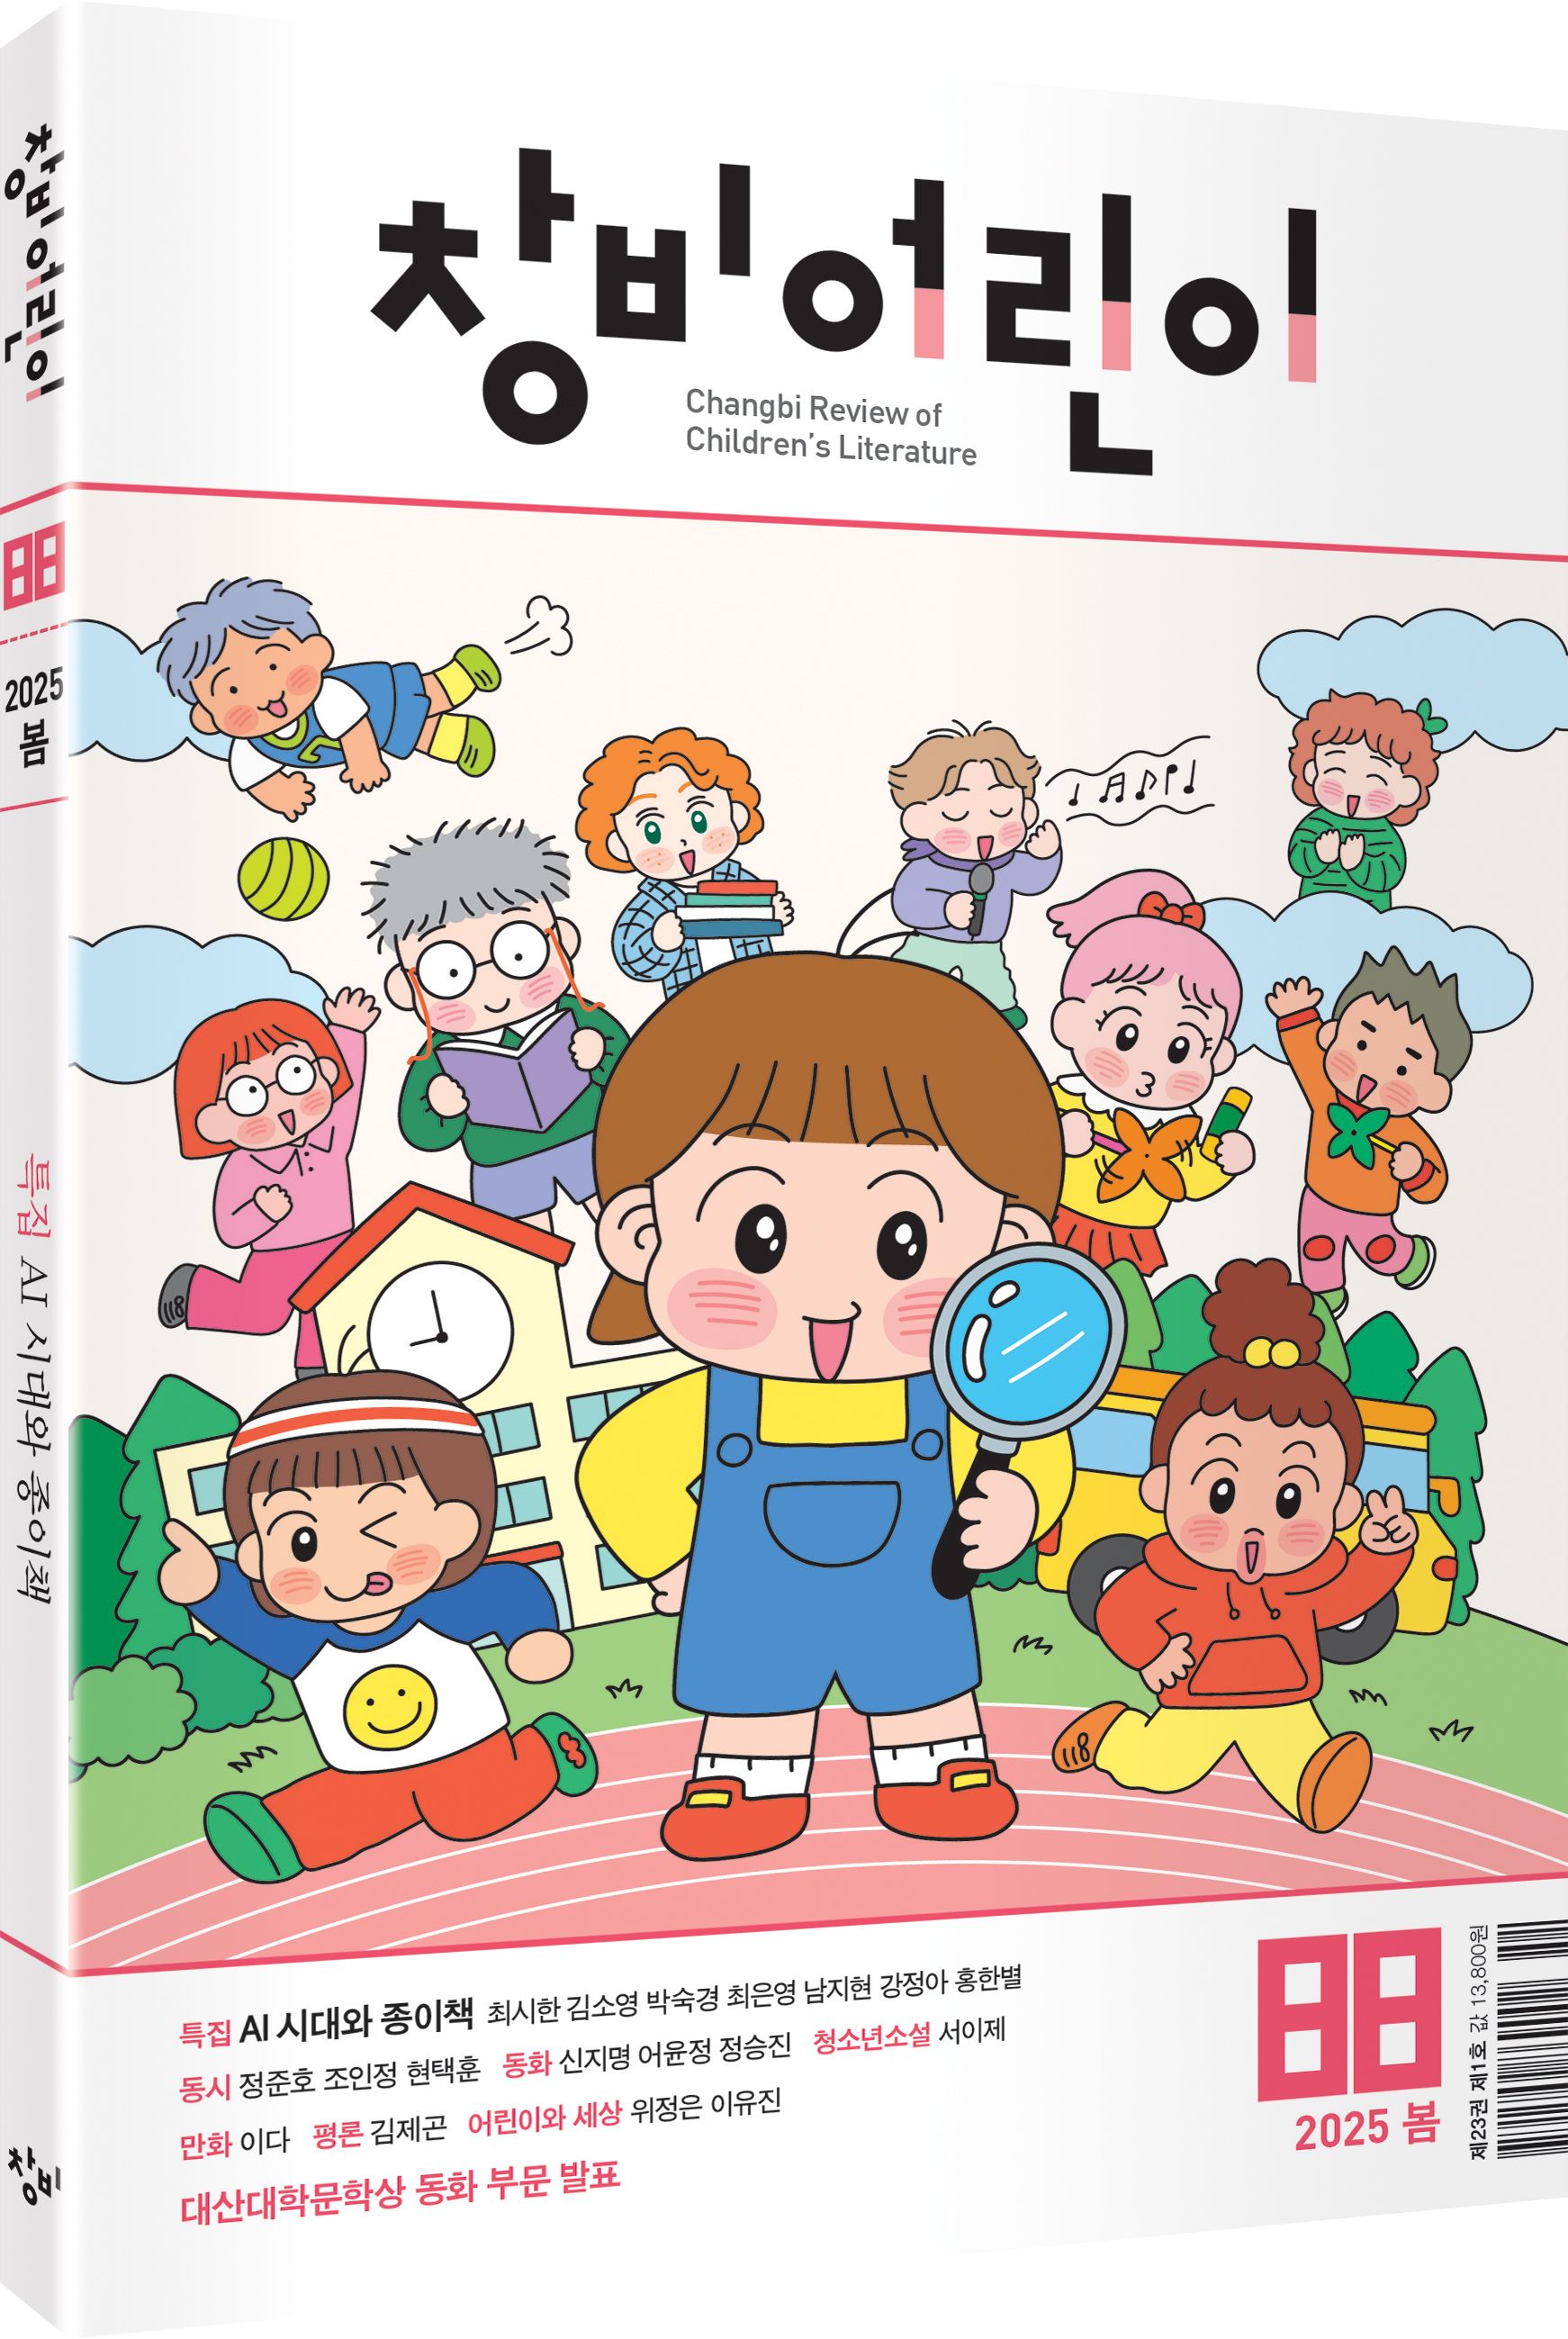 창비어린이
Changbi Review of
Children's Literature
특집 AI 시대와 종이책 최시한 김소영 박숙경 최은영 남지현 강정아 홍한별
동시 정준호 조인정 현택훈 동화 신지명 어윤정 정승진 청소년소설 서이제
만화 이다 평론 김제곤 어린이와 세상 위정은 이유진
대산대학문학상 동화 부문 발표
88
2025 봄
제23권 제1호 값 13,800원
창비어린이
88
2025
봄
특집 AI 시대와 종이책
창비